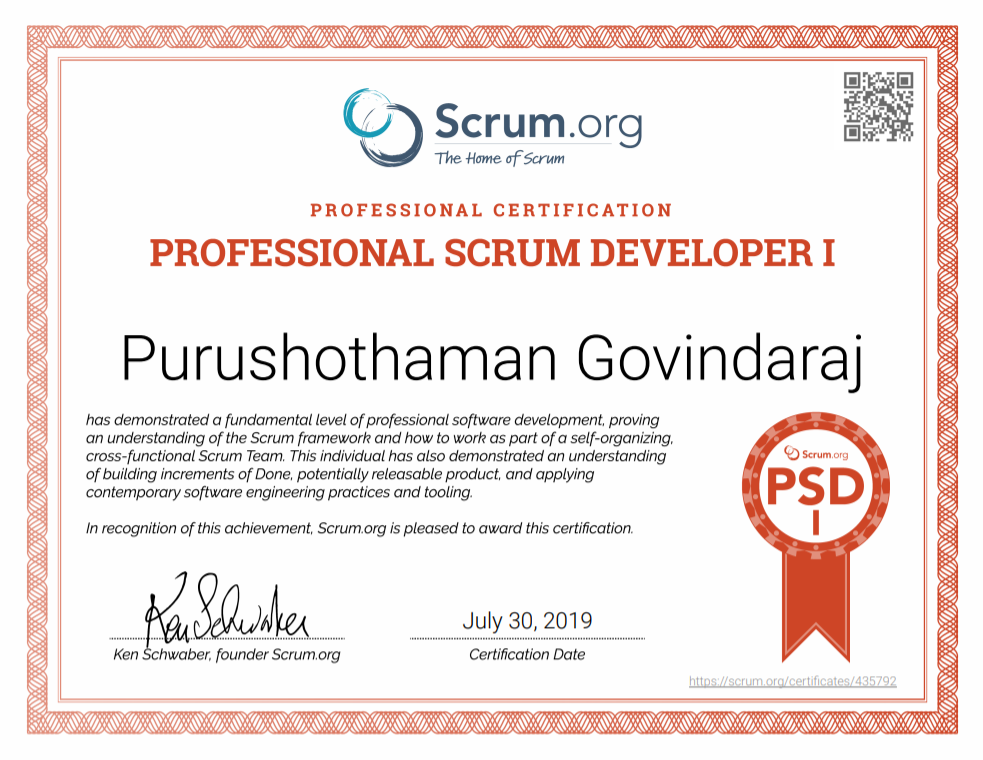 Scrum.org
The Home of Scrum
PROFESSIONAL CERTIFICATION
PROFESSIONAL SCRUM DEVELOPER I
Purushothaman Govindaraj
has demonstrated a fundamental level of professional software development, proving
an understanding of the Scrum framework and how to work as part of a self-organizing,
cross-functional Scrum Team. This individual has also demonstrated an understanding
of building increments of Done, potentially releasable product, and applying
contemporary software engineering practices and tooling.
In recognition of this achievement, Scrum.org is pleased to award this certification.
Scrum.org
PSD
I
Ken Schwaber
Ken Schwaber, founder Scrum.org
July 30, 2019
Certification Date
https://scrum.org/certificates/435792